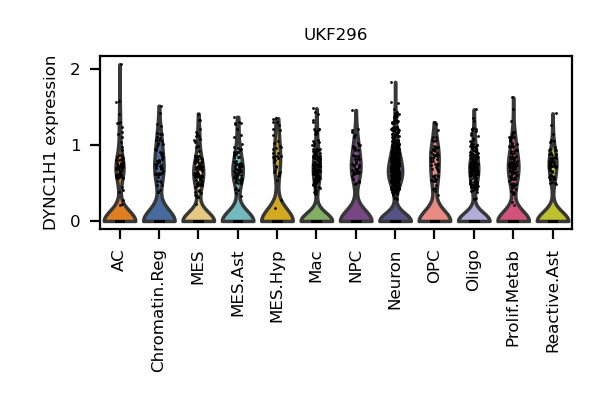 UKF296
DYNC1H1 expression
2
1
0
AC
Chromatin.Reg
MES
MES.Ast
MES.Hyp
Mac
NPC
Neuron
OPC
Oligo
Prolif.Metab
Reactive.Ast